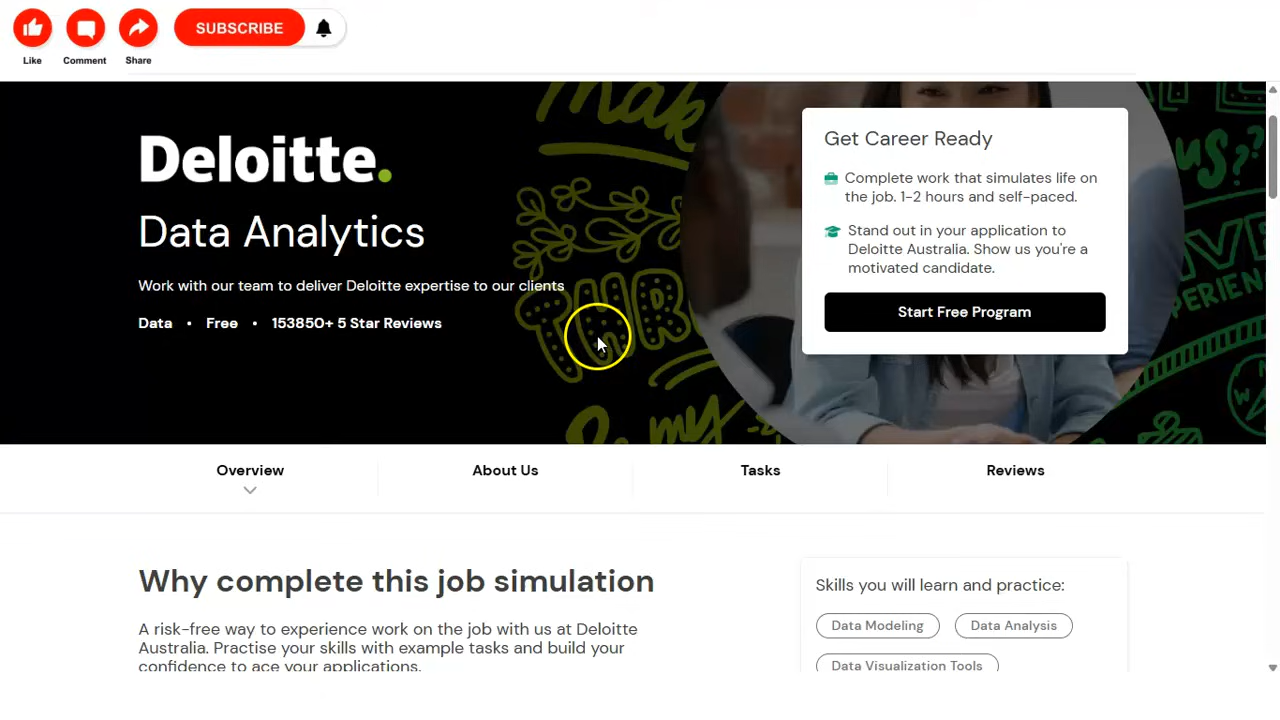 SUBSCRIBE
Like
Comment
Share
Make
Deloitte.
Data Analytics
Work with our team to deliver Deloitte expertise to our clients
Data • Free • 153850+ 5 Star Reviews
Get Career Ready
Complete work that simulates life on
the job. 1-2 hours and self-paced.
Stand out in your application to
Deloitte Australia. Show us you're a
motivated candidate.
Start Free Program
us??
my
Overview
About Us
Tasks
Reviews
Why complete this job simulation
A risk-free way to experience work on the job with us at Deloitte
Australia. Practise your skills with example tasks and build your
confidence to ace your applications.
Skills you will learn and practice:
Data Modeling
Data Analysis
Data Visualization Tools